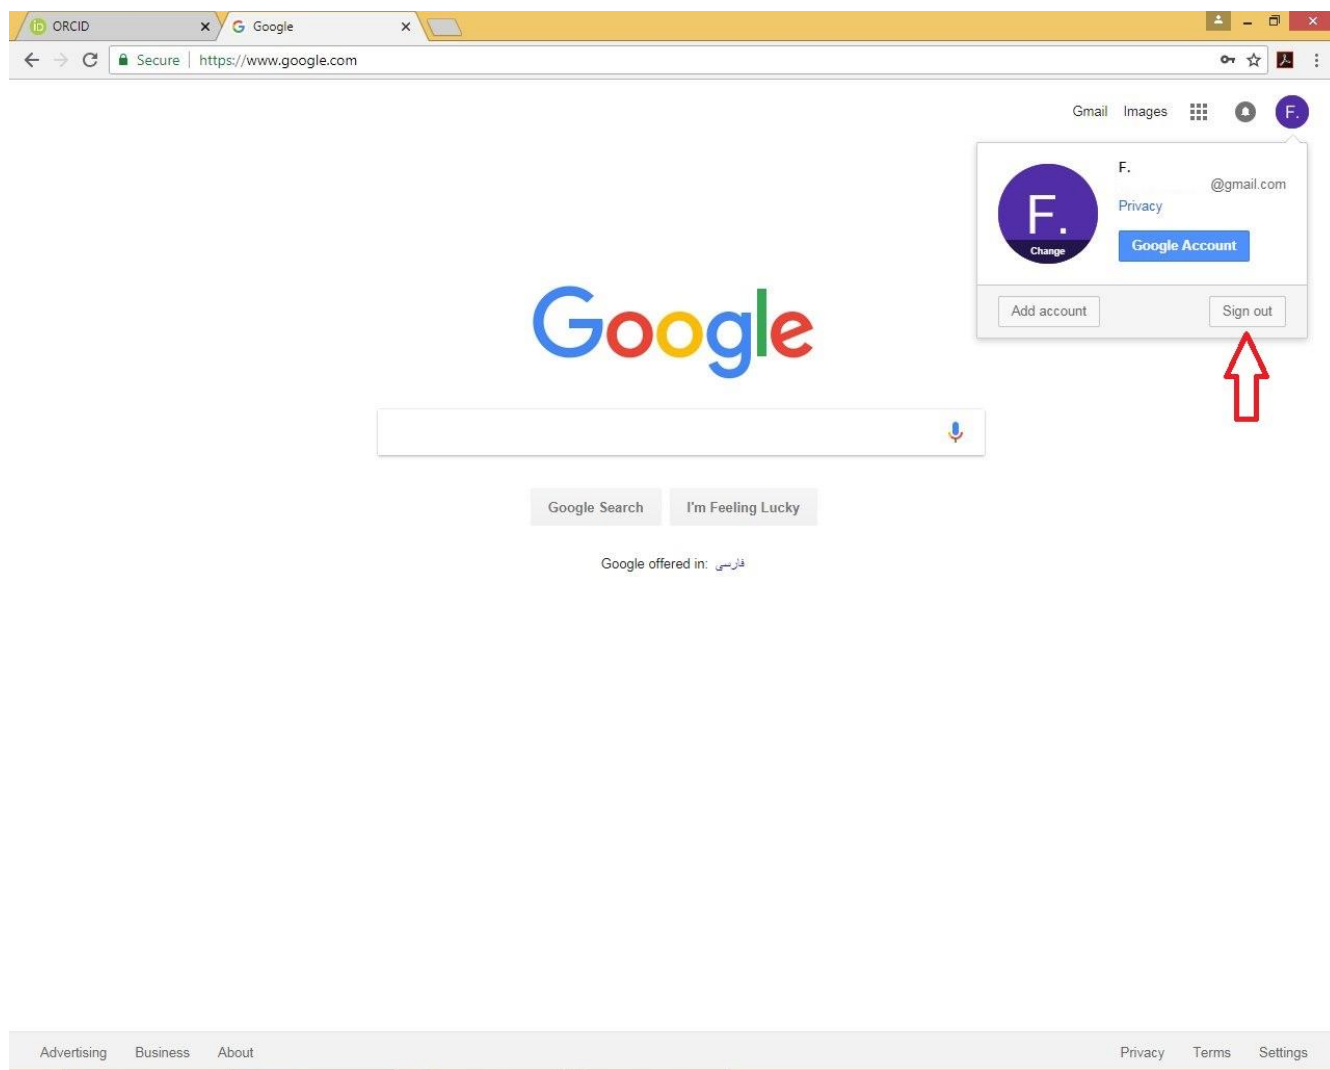 ORCID
Google
Secure
https://www.google.com
Gmail Images
F.
F.
@gmail.com
Privacy
F.
Change
Google Account
Add account
Sign out
Google
Google Search
I'm Feeling Lucky
Google offered in: فارسی
Advertising Business About
Privacy Terms Settings